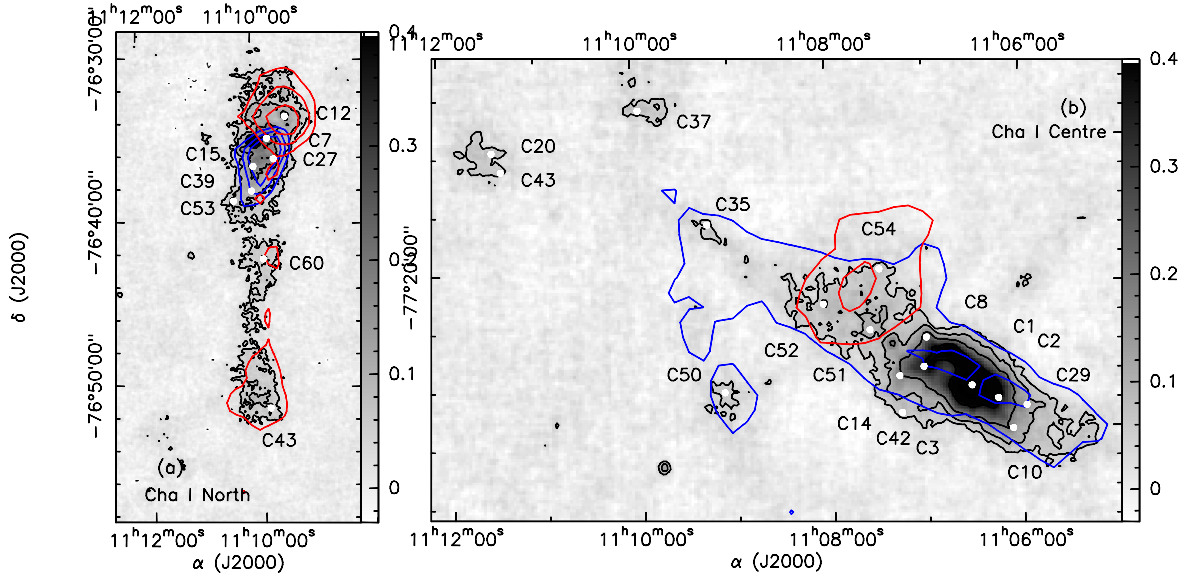 11ʰ12ᵐ00ˢ 11ʰ10ᵐ00ˢ
−76°30'00"
−76°40'00"
−76°50'00"
δ (J2000)
C12
C7
C27
C15
C39
C53
C60
C43
(a)
Cha I North
11ʰ12ᵐ00ˢ 11ʰ10ᵐ00ˢ
α (J2000)
0.4
0.3
0.1
0
11ʰ12ᵐ00ˢ 11ʰ10ᵐ00ˢ 11ʰ08ᵐ00ˢ 11ʰ06ᵐ00ˢ
−77°20'00"
(b)
Cha I Centre
C37
C20
C43
C35
C54
C8
C1
C2
C52
C51
C29
C50
C14
C42
C3
C10
11ʰ12ᵐ00ˢ 11ʰ10ᵐ00ˢ 11ʰ08ᵐ00ˢ 11ʰ06ᵐ00ˢ
α (J2000)
0.4
0.3
0.2
0.1
0